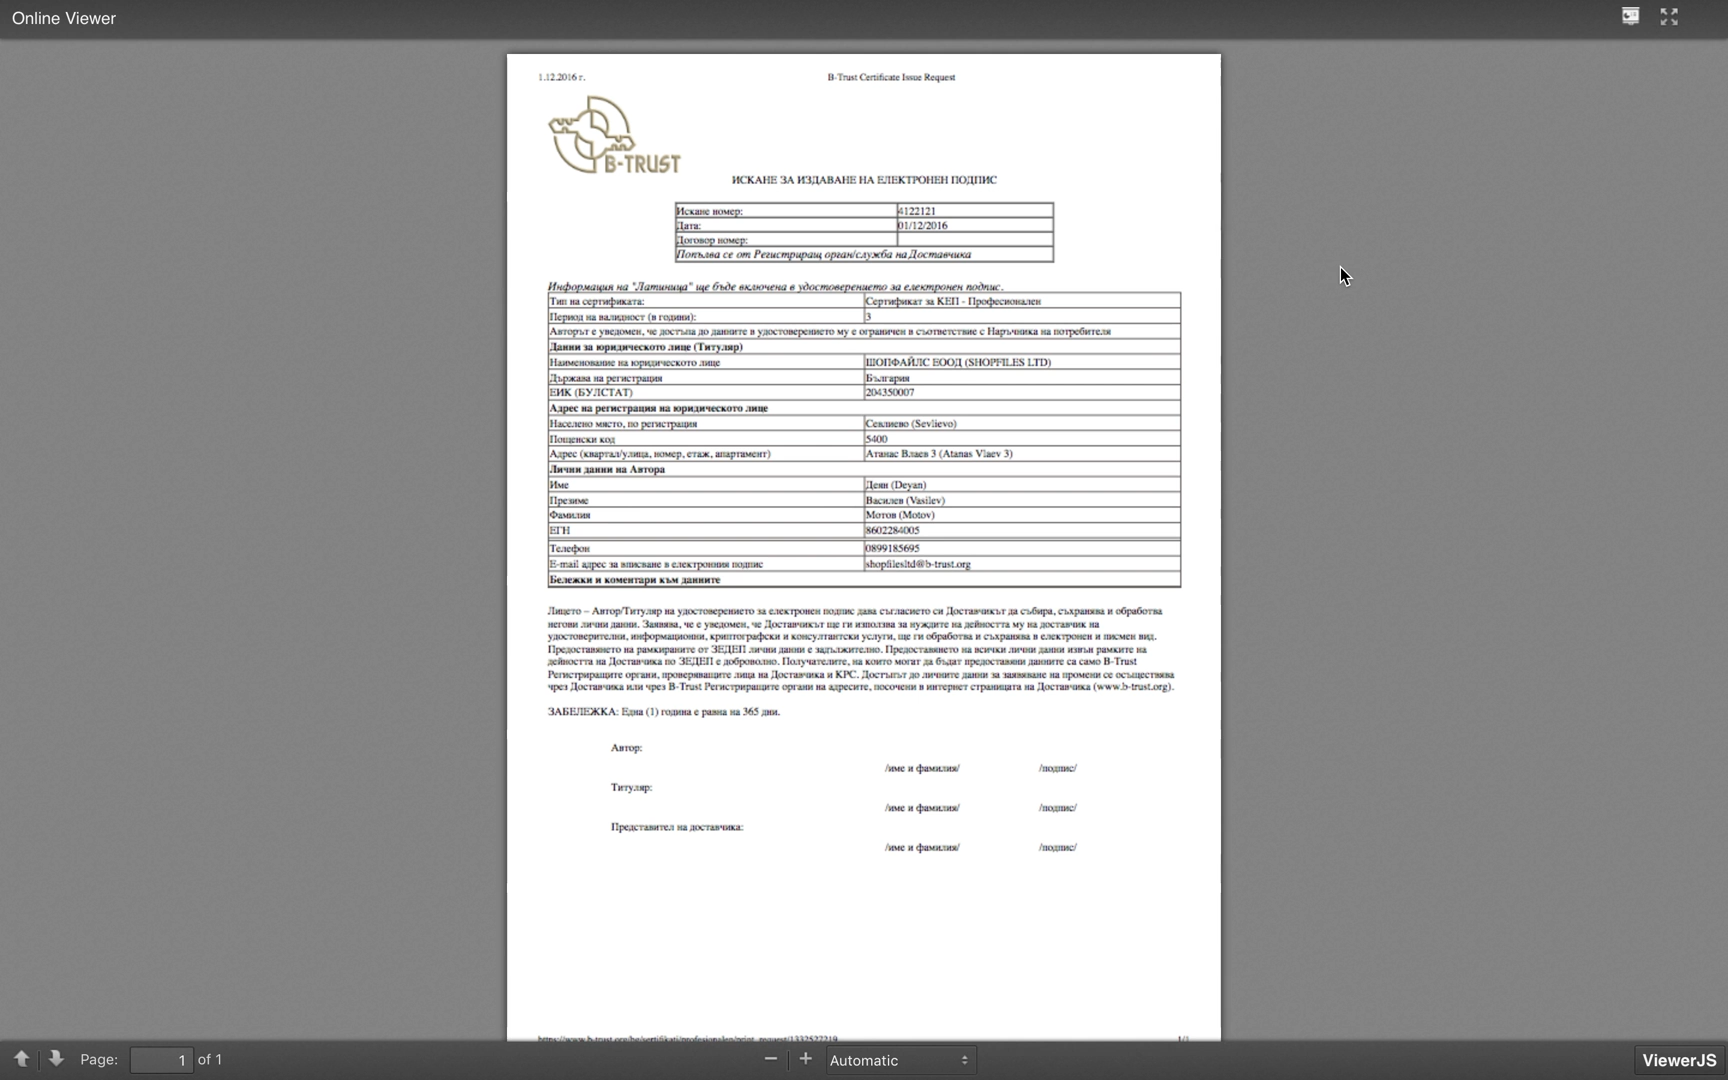 Online Viewer
1.12.2016 г.
B-Trust Certificate Issue Request
B-TRUST
ИСКАНЕ ЗА ИЗДАВАНЕ НА ЕЛЕКТРОНЕН ПОДПИС
Искане номер: 4122121
Дата: 01/12/2016
Договор номер:
Попълва се от Регистриращ орган/служба на Доставчика
Информация на "Латиница" ще бъде включена в удостоверението за електронен подпис.
Тип на сертификата: Сертификат за КЕП - Професионален
Период на валидност (в години): 3
Авторът е уведомен, че достъпа до данните в удостоверението му е ограничен в съответствие с Наръчника на потребителя
Данни за юридическото лице (Титуляр)
Наименование на юридическото лице ШОПФАЙЛС ЕООД (SHOPFILES LTD)
Държава на регистрация България
ЕИК (БУЛСТАТ) 204350007
Адрес на регистрация на юридическото лице
Населено място, по регистрация Севлиево (Sevlievo)
Пощенски код 5400
Адрес (квартал/улица, номер, етаж, апартамент) Атанас Влаев 3 (Atanas Vlaev 3)
Лични данни на Автора
Име Деян (Deyan)
Презиме Василев (Vasilev)
Фамилия Мотов (Motov)
ЕГН 8602284005
Телефон 0899185695
E-mail адрес за вписване в електронния подпис shopfilesltd@b-trust.org
Бележки и коментари към данните
Лицето – Автор/Титуляр на удостоверението за електронен подпис дава съгласието си Доставчикът да събира, съхранява и обработва
негови лични данни. Заявява, че е уведомен, че Доставчикът ще ги използва за нуждите на дейността му на доставчик на
удостоверителни, информационни, криптографски и консултантски услуги, ще ги обработва и съхранява в електронен и писмен вид.
Предоставянето на рамкираните от ЗЕДЕП лични данни е задължително. Предоставянето на всички лични данни извън рамките на
дейността на Доставчика по ЗЕДЕП е доброволно. Получателите, на които могат да бъдат предоставяни данните са само B-Trust
Регистриращите органи, проверяващите лица на Доставчика и КРС. Достъпът до личните данни за заявяване на промени се осъществява
чрез Доставчика или чрез B-Trust Регистриращите органи на адресите, посочени в интернет страницата на Доставчика (www.b-trust.org).
ЗАБЕЛЕЖКА: Една (1) година е равна на 365 дни.
Автор:
/име и фамилия/ /подпис/
Титуляр:
/име и фамилия/ /подпис/
Представител на доставчика:
/име и фамилия/ /подпис/
https://www.b-trust.org/bg/sertifikati/profesionalen/print_request/1332527219 1/1
Page: 1 of 1
Automatic
ViewerJS